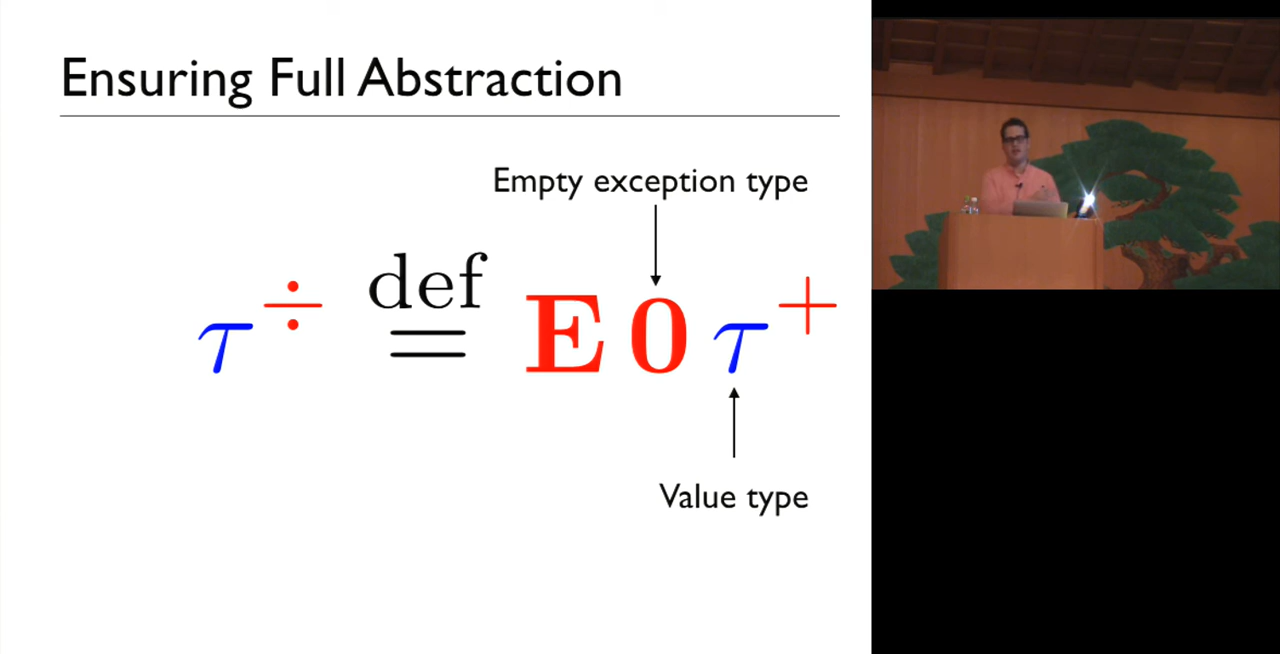 Ensuring Full Abstraction
Empty exception type
τ÷ def= E 0 τ+
Value type